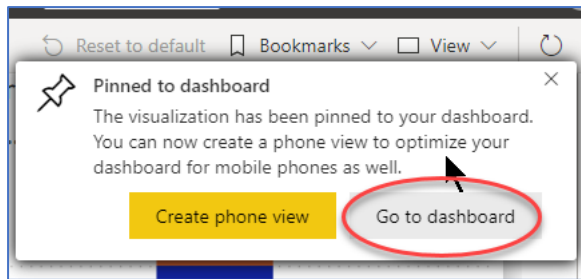 Reset to default Bookmarks View
Pinned to dashboard
The visualization has been pinned to your dashboard.
You can now create a phone view to optimize your
dashboard for mobile phones as well.
Create phone view Go to dashboard